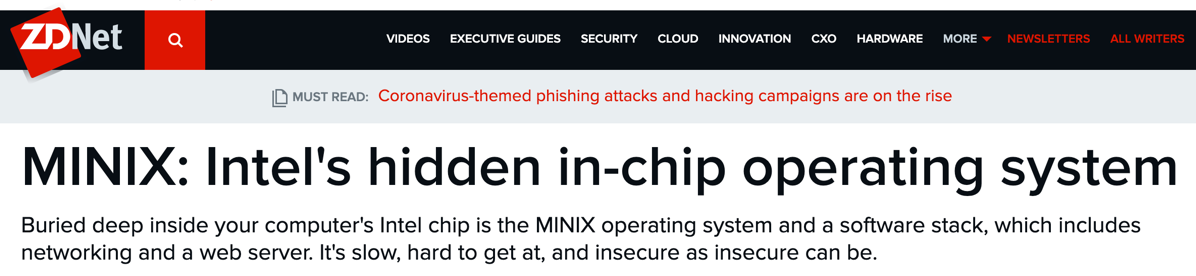 ZDNet
VIDEOS EXECUTIVE GUIDES SECURITY CLOUD INNOVATION CXO HARDWARE MORE NEWSLETTERS ALL WRITERS
MUST READ: Coronavirus-themed phishing attacks and hacking campaigns are on the rise
MINIX: Intel's hidden in-chip operating system
Buried deep inside your computer's Intel chip is the MINIX operating system and a software stack, which includes
networking and a web server. It's slow, hard to get at, and insecure as insecure can be.